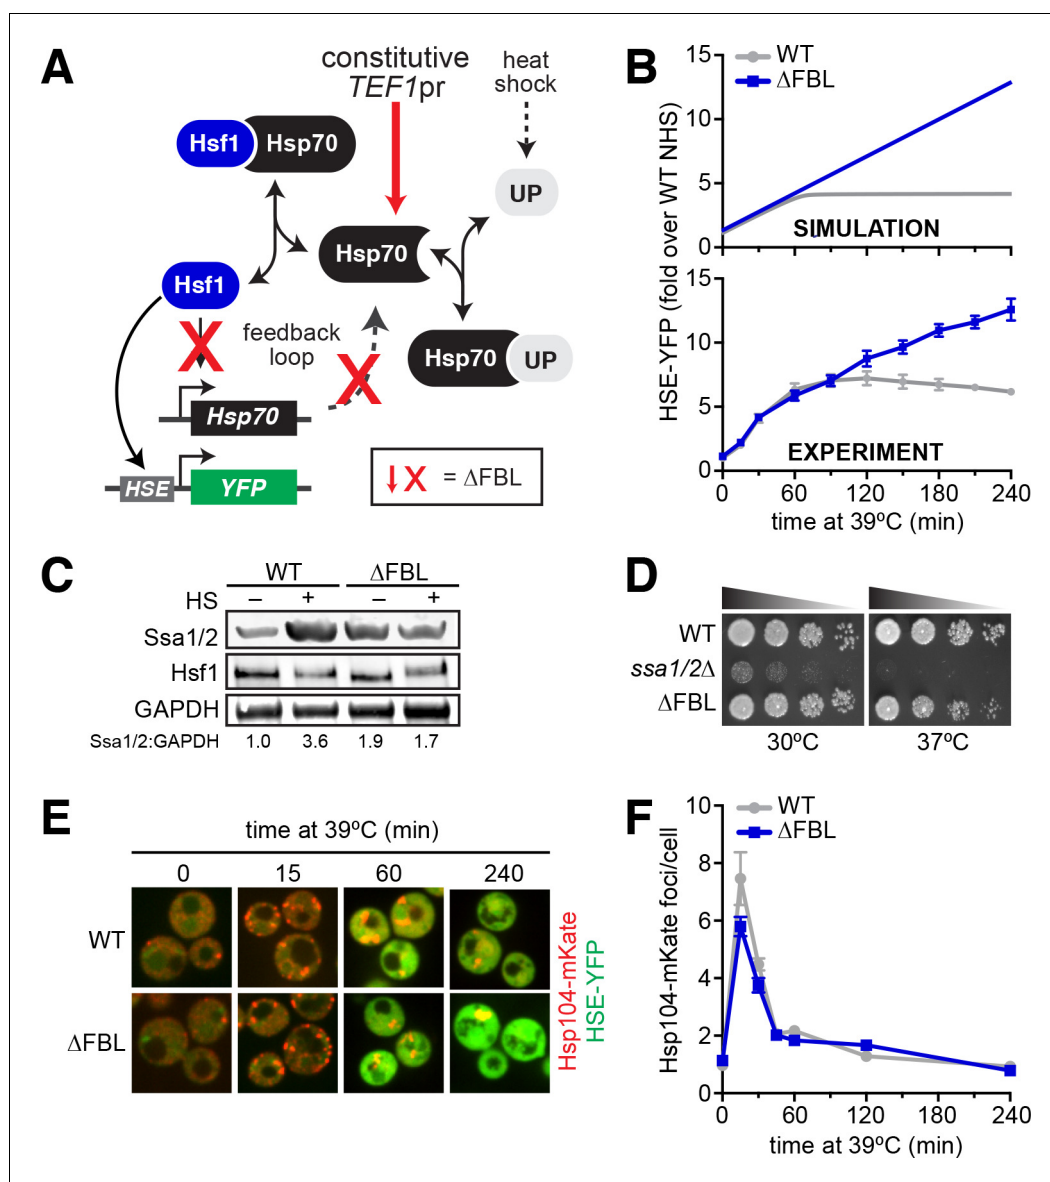 A
constitutive
TEF1pr
heat
shock
Hsf1 Hsp70
UP
Hsp70
Hsf1
feedback
loop
Hsp70 UP
Hsp70
HSE YFP
↓X = ΔFBL
B
WT
ΔFBL
HSE-YFP (fold over WT NHS)
15
10
5
0
SIMULATION
15
10
5
0
EXPERIMENT
0 60 120 180 240
time at 39ºC (min)
C
WT ΔFBL
HS – + – +
Ssa1/2
Hsf1
GAPDH
Ssa1/2:GAPDH 1.0 3.6 1.9 1.7
D
WT
ssa1/2Δ
ΔFBL
30ºC 37ºC
E
time at 39ºC (min)
0 15 60 240
WT
ΔFBL
Hsp104-mKate
HSE-YFP
F
WT
ΔFBL
Hsp104-mKate foci/cell
10
8
6
4
2
0
0 60 120 180 240
time at 39ºC (min)